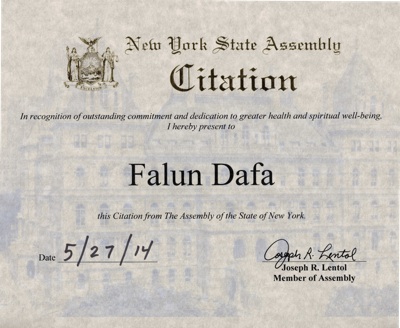 New York State Assembly
Citation
In recognition of outstanding commitment and dedication to greater health and spiritual well-being,
I hereby present to
Falun Dafa
this Citation from The Assembly of the State of New York.
Date 5/27/14
Joseph R. Lentol
Joseph R. Lentol
Member of Assembly